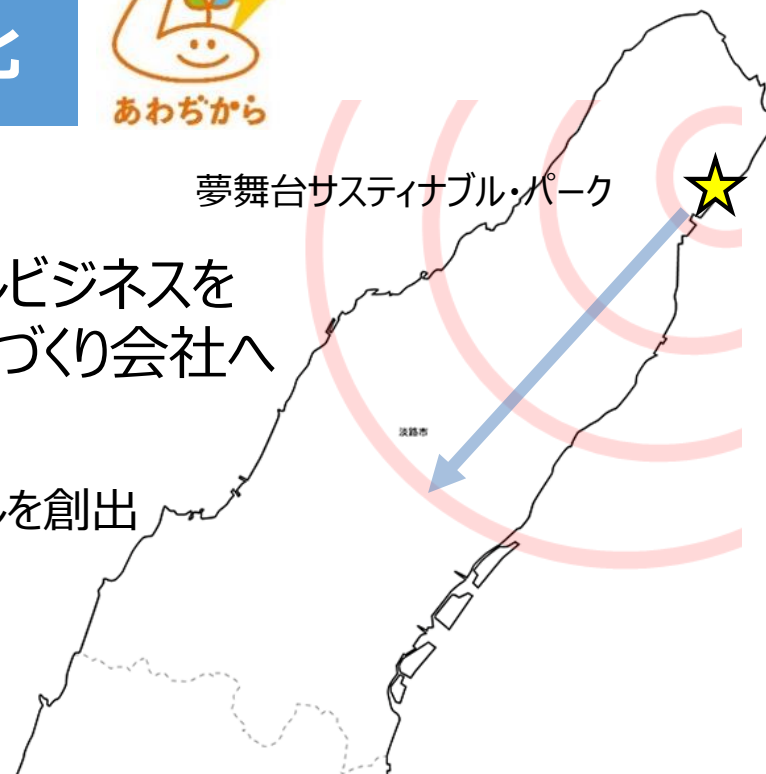 化
あわぢから
夢舞台サスティナブル・パーク
ルビジネスを
づくり会社へ
淡路市
ルを創出